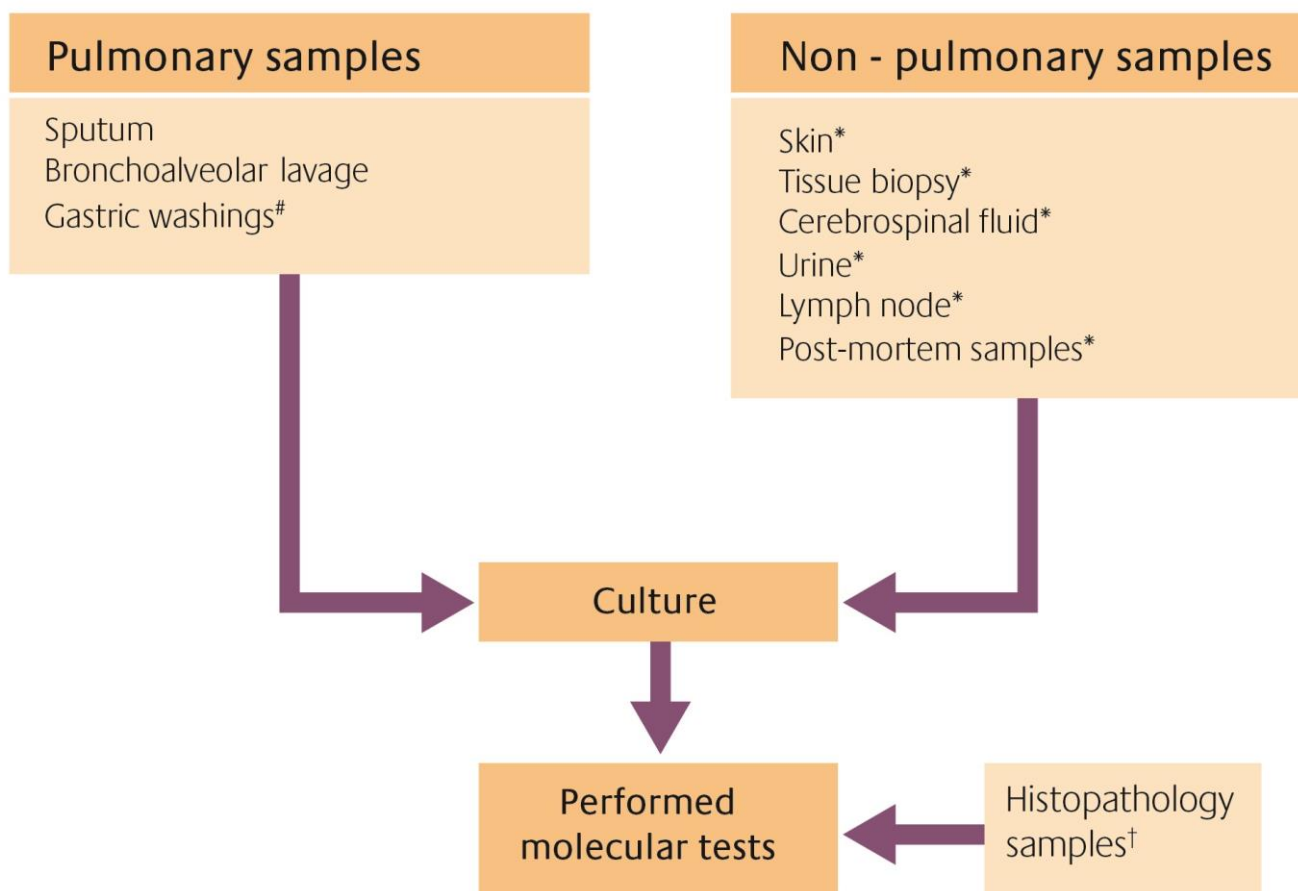 Pulmonary samples
Sputum
Bronchoalveolar lavage
Gastric washings#
Non - pulmonary samples
Skin*
Tissue biopsy*
Cerebrospinal fluid*
Urine*
Lymph node*
Post-mortem samples*
Culture
Performed
molecular tests
Histopathology
samples†